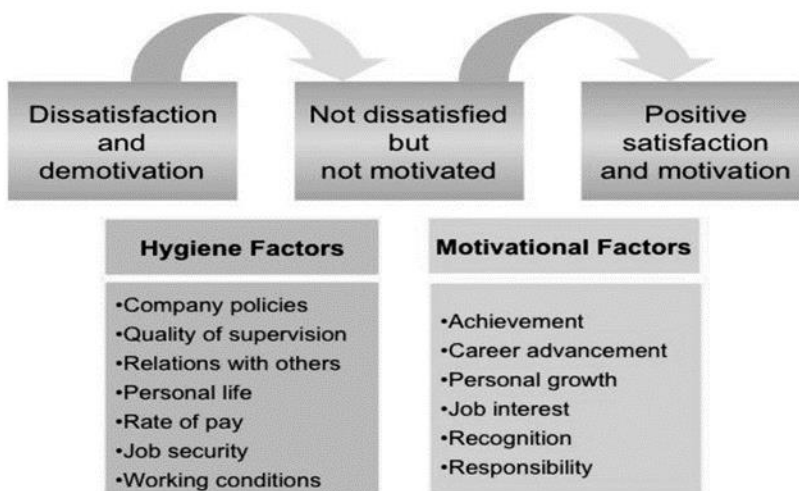 Dissatisfaction
and
demotivation
Not dissatisfied
but
not motivated
Positive
satisfaction
and motivation
Hygiene Factors
•Company policies
•Quality of supervision
•Relations with others
•Personal life
•Rate of pay
•Job security
•Working conditions
Motivational Factors
•Achievement
•Career advancement
•Personal growth
•Job interest
•Recognition
•Responsibility